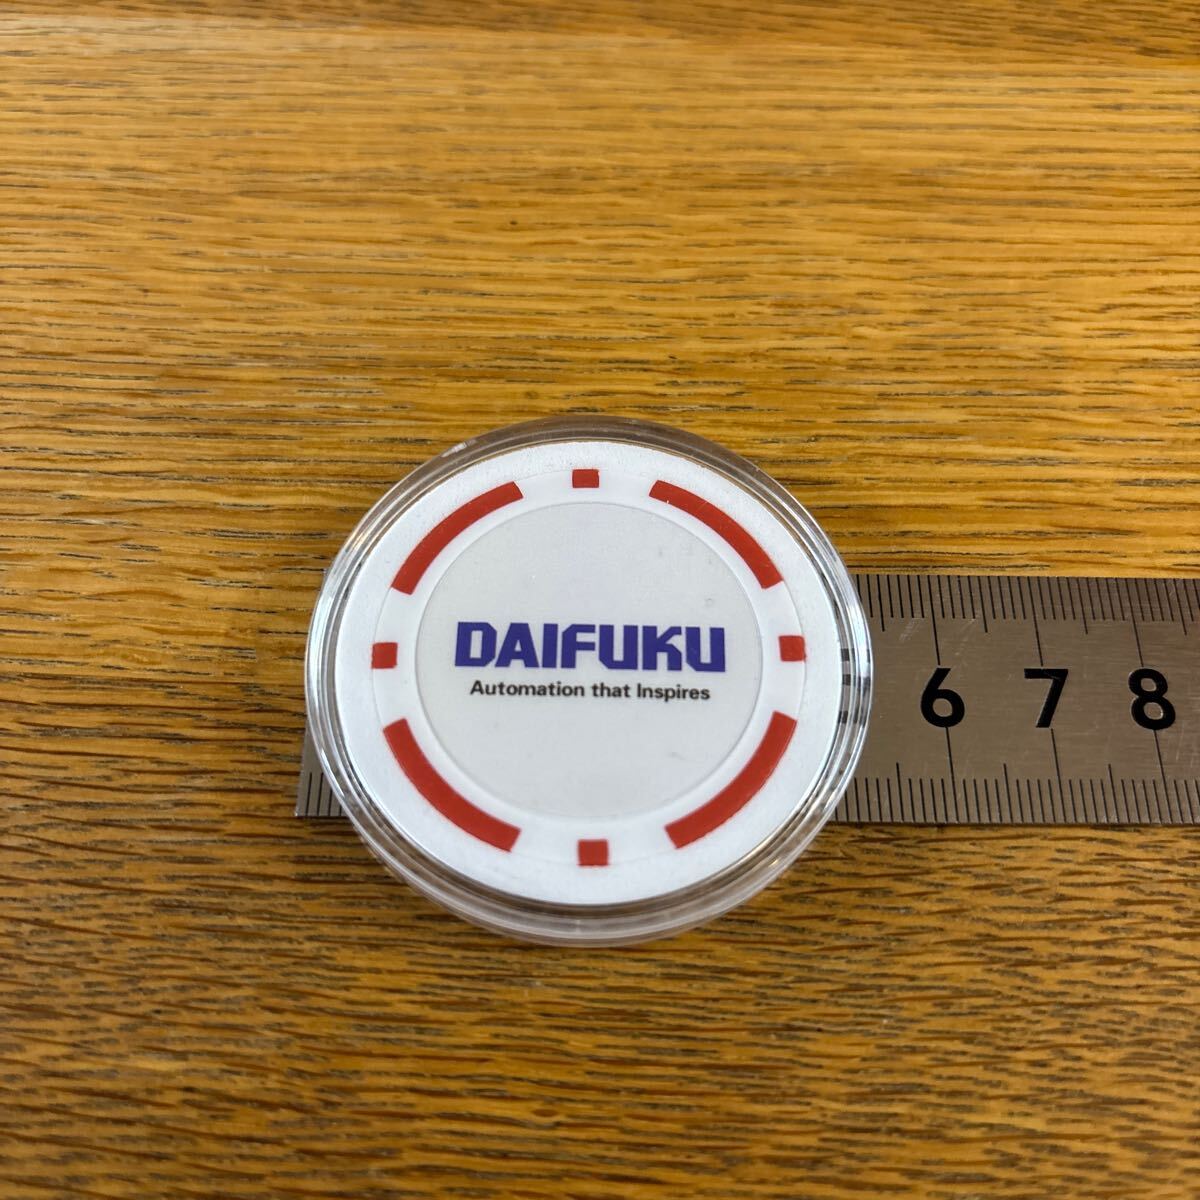 DAIFUKU
Automation that Inspires
6 7 8